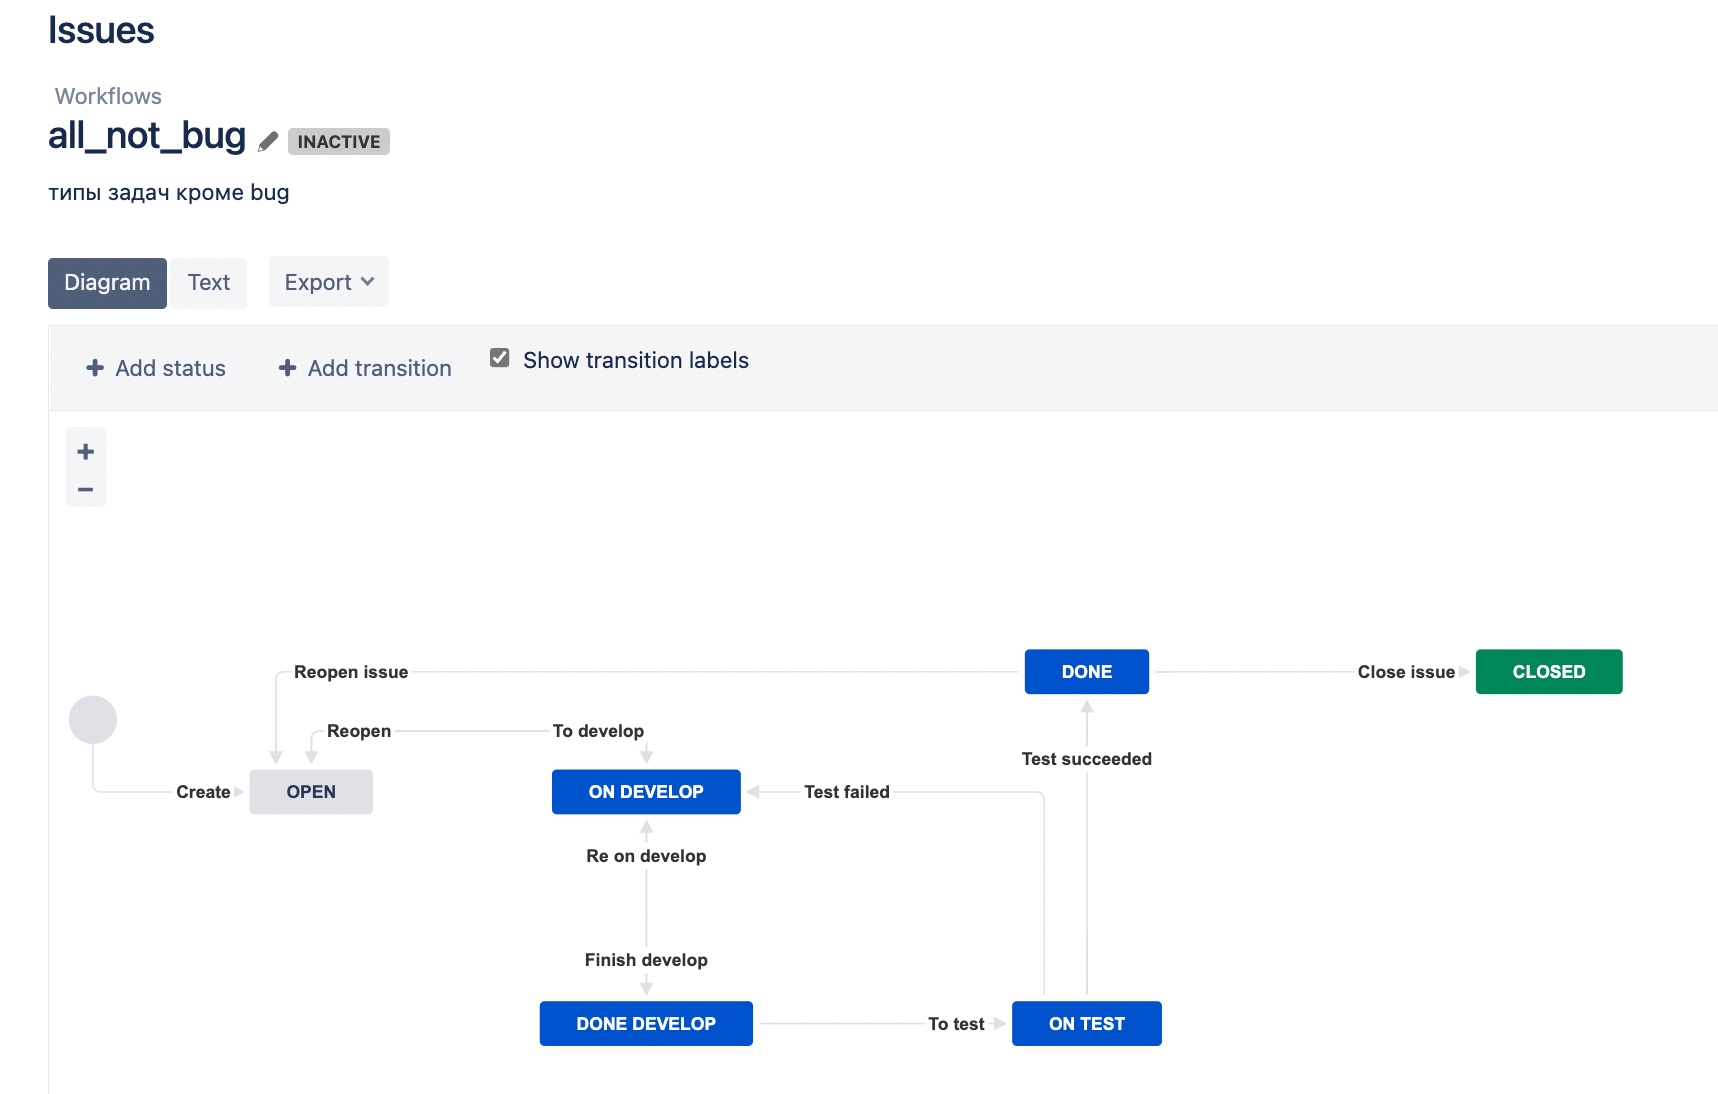 Issues
Workflows
all_not_bug INACTIVE
типы задач кроме bug
Diagram Text Export
Add status Add transition Show transition labels
Reopen issue DONE Close issue CLOSED
Reopen To develop
Test succeeded
Create OPEN ON DEVELOP Test failed
Re on develop
Finish develop
DONE DEVELOP To test ON TEST